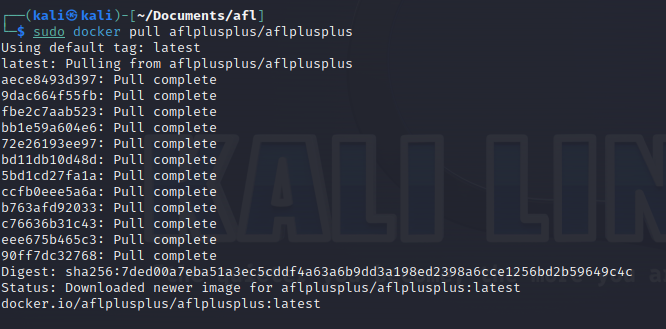 ┌──(kali㉿kali)-[~/Documents/afl]
└─$ sudo docker pull aflplusplus/aflplusplus
Using default tag: latest
latest: Pulling from aflplusplus/aflplusplus
aece8493d397: Pull complete
9dac664f55fb: Pull complete
fbe2c7aab523: Pull complete
bb1e59a604e6: Pull complete
72e26193ee97: Pull complete
bd11db10d48d: Pull complete
5bd1cd27fa1a: Pull complete
ccfb0eee5a6a: Pull complete
b763afd92033: Pull complete
c76636b31c43: Pull complete
eee675b465c3: Pull complete
90ff7dc32768: Pull complete
Digest: sha256:7ded00a7eba51a3ec5cddf4a63a6b9dd3a198ed2398a6cce1256bd2b59649c4c
Status: Downloaded newer image for aflplusplus/aflplusplus:latest
docker.io/aflplusplus/aflplusplus:latest
KALI LIN